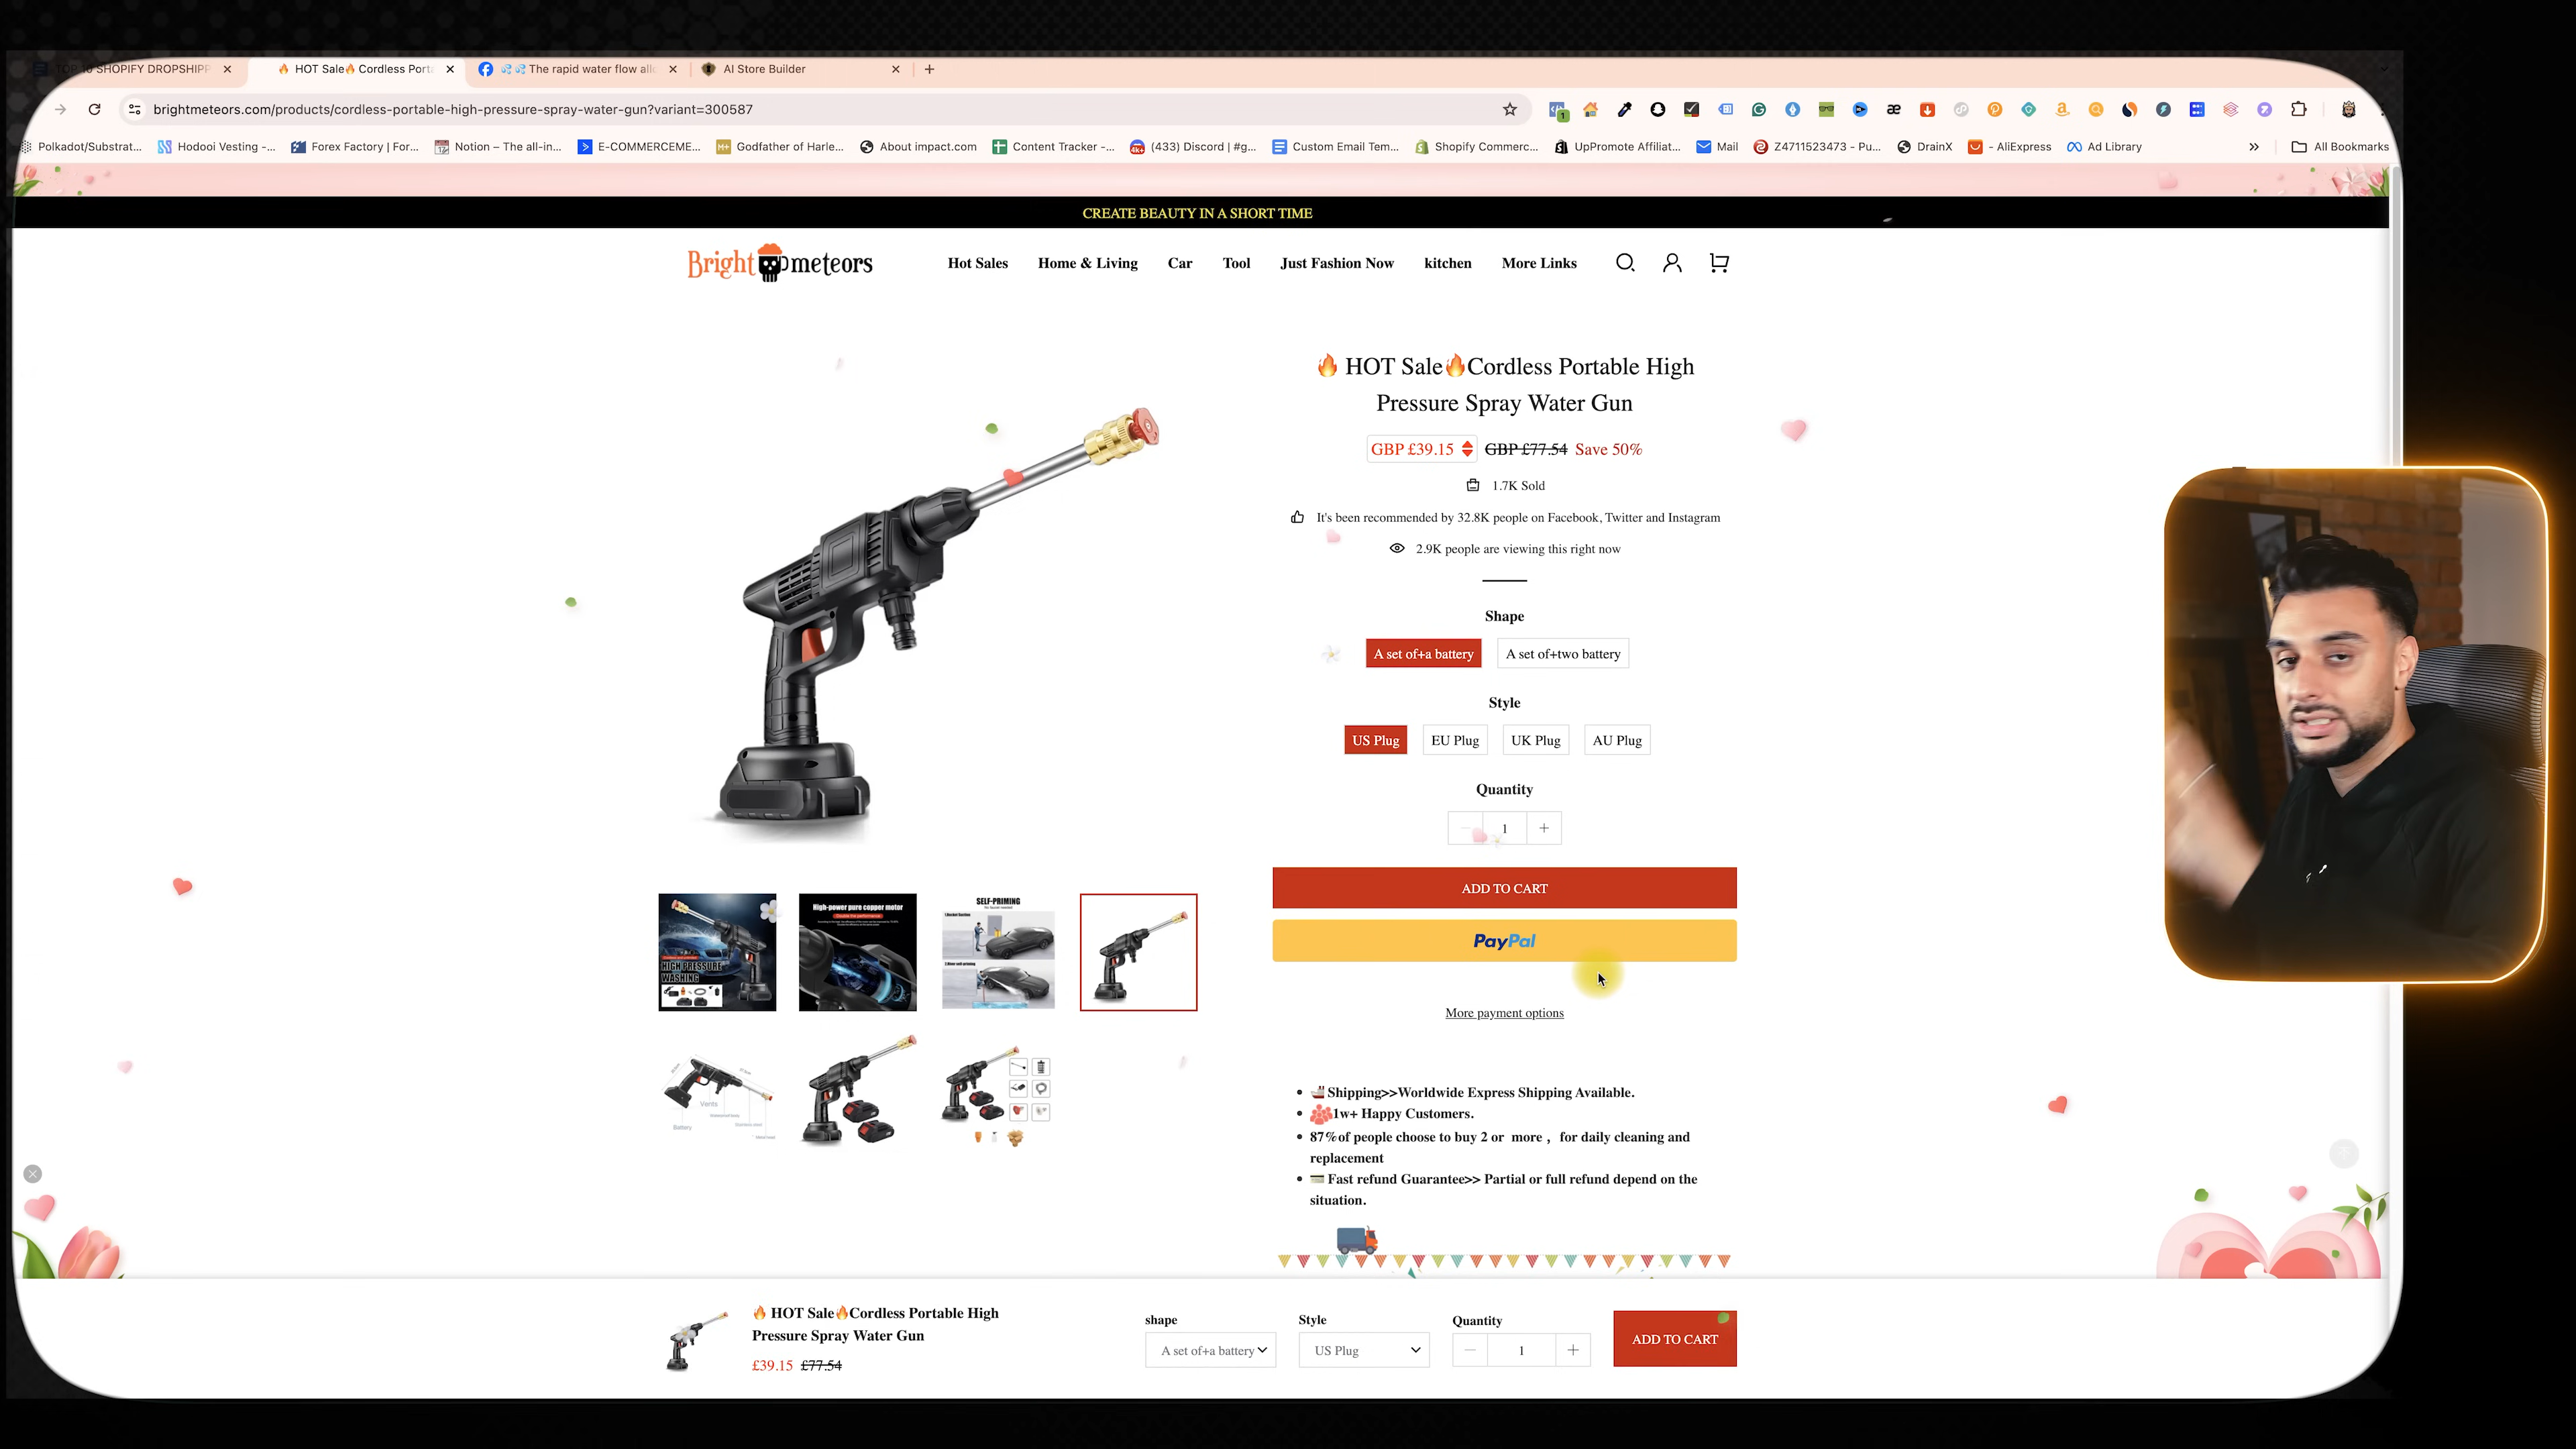 TOP 10 SHOPIFY DROPSHIPP
🔥 HOT Sale🔥 Cordless Porta
💦💦 The rapid water flow allo
AI Store Builder
brightmeteors.com/products/cordless-portable-high-pressure-spray-water-gun?variant=300587
Polkadot/Substrat...
Hodooi Vesting -...
Forex Factory | For...
Notion – The all-in...
E-COMMERCEME...
Godfather of Harle...
About impact.com
Content Tracker -...
(433) Discord | #g...
Custom Email Tem...
Shopify Commerc...
UpPromote Affiliat...
Mail
Z4711523473 - Pu...
DrainX
- AliExpress
Ad Library
All Bookmarks
CREATE BEAUTY IN A SHORT TIME
Bright meteors
Hot Sales
Home & Living
Car
Tool
Just Fashion Now
kitchen
More Links
🔥 HOT Sale🔥Cordless Portable High
Pressure Spray Water Gun
GBP £39.15 GBP £77.54 Save 50%
1.7K Sold
It's been recommended by 32.8K people on Facebook, Twitter and Instagram
2.9K people are viewing this right now
Shape
A set of+a battery
A set of+two battery
Style
US Plug
EU Plug
UK Plug
AU Plug
Quantity
1
ADD TO CART
PayPal
More payment options
HIGH PRESSURE
WASHING
High-power pure copper motor
SELF-PRIMING
Vents
Battery
🚢Shipping>>Worldwide Express Shipping Available.
1w+ Happy Customers.
87%of people choose to buy 2 or more， for daily cleaning and
replacement
💳 Fast refund Guarantee>> Partial or full refund depend on the
situation.
🔥 HOT Sale🔥Cordless Portable High
Pressure Spray Water Gun
£39.15 £77.54
shape
A set of+a battery
Style
US Plug
Quantity
1
ADD TO CART